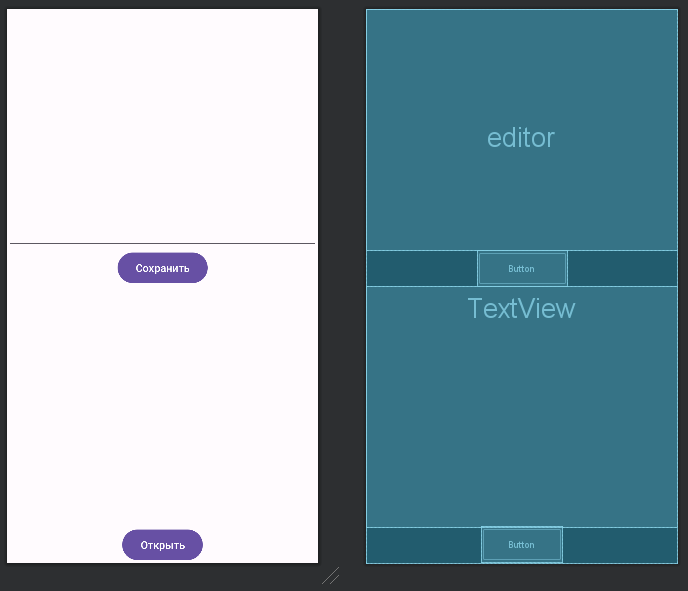 editor
Сохранить
Button
TextView
Открыть
Button